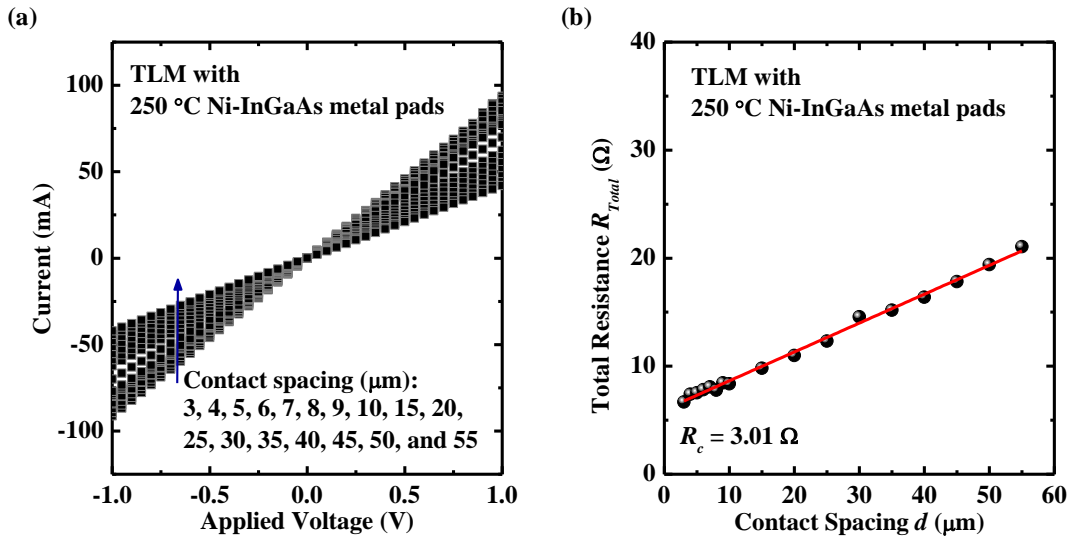 (a)
TLM with
250 °C Ni-InGaAs metal pads
Contact spacing (μm):
3, 4, 5, 6, 7, 8, 9, 10, 15, 20,
25, 30, 35, 40, 45, 50, and 55
100
50
0
-50
-100
Current (mA)
-1.0 -0.5 0.0 0.5 1.0
Applied Voltage (V)
(b)
TLM with
250 °C Ni-InGaAs metal pads
R_c = 3.01 Ω
40
30
20
10
0
Total Resistance R_Total (Ω)
0 10 20 30 40 50 60
Contact Spacing d (μm)